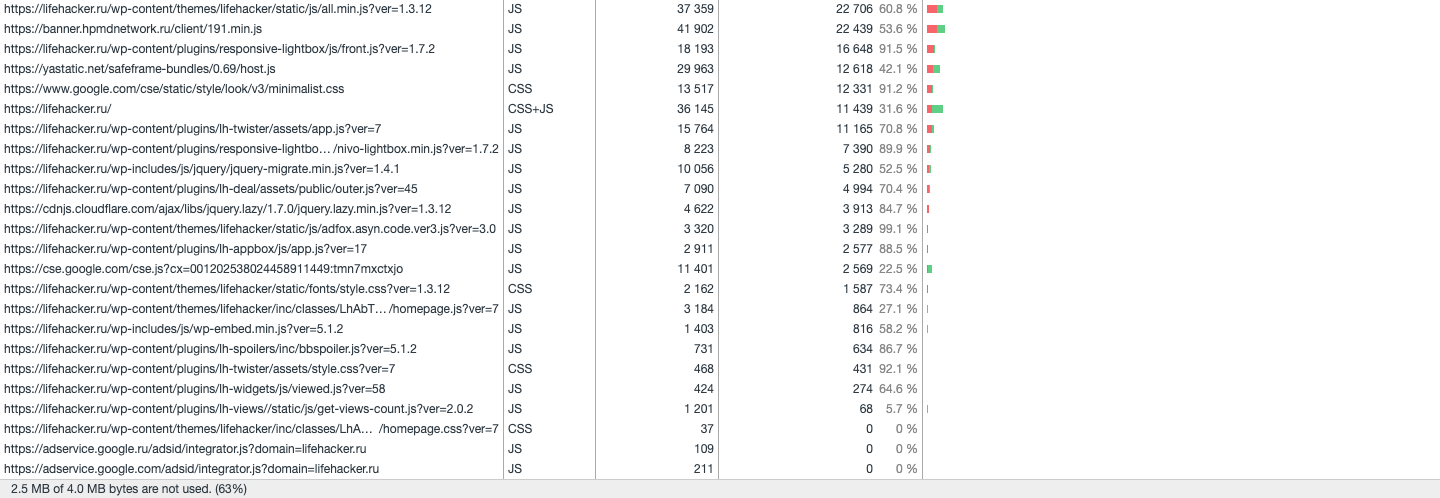 https://lifehacker.ru/wp-content/themes/lifehacker/static/js/all.min.js?ver=1.3.12 JS 37 359 22 706 60.8 %
https://banner.hpmdnetwork.ru/client/191.min.js JS 41 902 22 439 53.6 %
https://lifehacker.ru/wp-content/plugins/responsive-lightbox/js/front.js?ver=1.7.2 JS 18 193 16 648 91.5 %
https://yastatic.net/safeframe-bundles/0.69/host.js JS 29 963 12 618 42.1 %
https://www.google.com/cse/static/style/look/v3/minimalist.css CSS 13 517 12 331 91.2 %
https://lifehacker.ru/ CSS+JS 36 145 11 439 31.6 %
https://lifehacker.ru/wp-content/plugins/lh-twister/assets/app.js?ver=7 JS 15 764 11 165 70.8 %
https://lifehacker.ru/wp-content/plugins/responsive-lightbo… /nivo-lightbox.min.js?ver=1.7.2 JS 8 223 7 390 89.9 %
https://lifehacker.ru/wp-includes/js/jquery/jquery-migrate.min.js?ver=1.4.1 JS 10 056 5 280 52.5 %
https://lifehacker.ru/wp-content/plugins/lh-deal/assets/public/outer.js?ver=45 JS 7 090 4 994 70.4 %
https://cdnjs.cloudflare.com/ajax/libs/jquery.lazy/1.7.0/jquery.lazy.min.js?ver=1.3.12 JS 4 622 3 913 84.7 %
https://lifehacker.ru/wp-content/themes/lifehacker/static/js/adfox.asyn.code.ver3.js?ver=3.0 JS 3 320 3 289 99.1 %
https://lifehacker.ru/wp-content/plugins/lh-appbox/js/app.js?ver=17 JS 2 911 2 577 88.5 %
https://cse.google.com/cse.js?cx=001202538024458911449:tmn7mxctxjo JS 11 401 2 569 22.5 %
https://lifehacker.ru/wp-content/themes/lifehacker/static/fonts/style.css?ver=1.3.12 CSS 2 162 1 587 73.4 %
https://lifehacker.ru/wp-content/themes/lifehacker/inc/classes/LhAbT… /homepage.js?ver=7 JS 3 184 864 27.1 %
https://lifehacker.ru/wp-includes/js/wp-embed.min.js?ver=5.1.2 JS 1 403 816 58.2 %
https://lifehacker.ru/wp-content/plugins/lh-spoilers/inc/bbspoiler.js?ver=5.1.2 JS 731 634 86.7 %
https://lifehacker.ru/wp-content/plugins/lh-twister/assets/style.css?ver=7 CSS 468 431 92.1 %
https://lifehacker.ru/wp-content/plugins/lh-widgets/js/viewed.js?ver=58 JS 424 274 64.6 %
https://lifehacker.ru/wp-content/plugins/lh-views//static/js/get-views-count.js?ver=2.0.2 JS 1 201 68 5.7 %
https://lifehacker.ru/wp-content/themes/lifehacker/inc/classes/LhA… /homepage.css?ver=7 CSS 37 0 0 %
https://adservice.google.ru/adsid/integrator.js?domain=lifehacker.ru JS 109 0 0 %
https://adservice.google.com/adsid/integrator.js?domain=lifehacker.ru JS 211 0 0 %
2.5 MB of 4.0 MB bytes are not used. (63%)